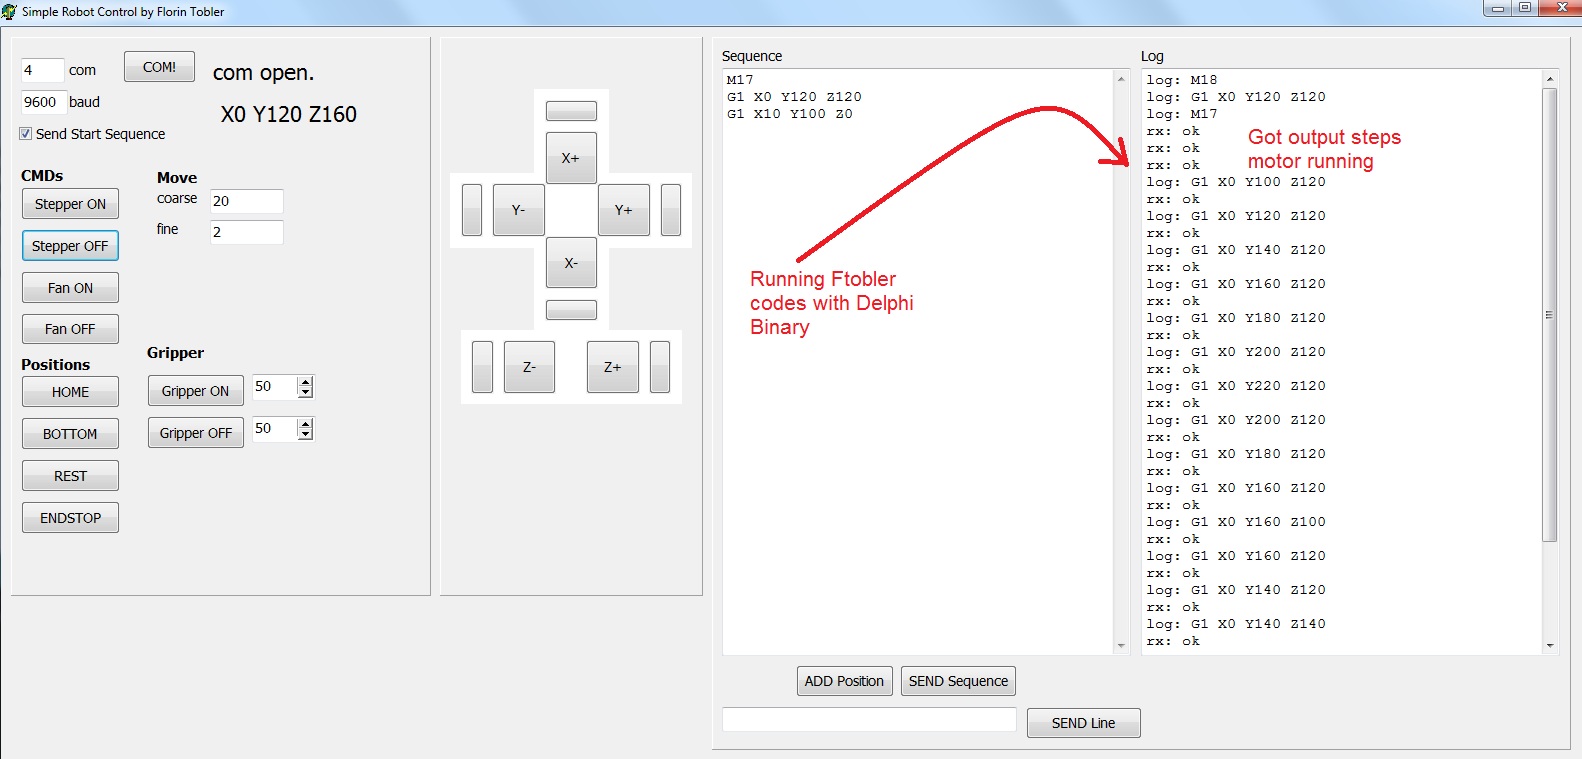 Simple Robot Control by Florin Tobler
4 com
COM!
com open.
9600 baud
X0 Y120 Z160
Send Start Sequence
CMDs
Stepper ON
Stepper OFF
Fan ON
Fan OFF
Move
coarse 20
fine 2
Positions
HOME
BOTTOM
REST
ENDSTOP
Gripper
Gripper ON 50
Gripper OFF 50
X+
Y-
Y+
X-
Z-
Z+
Sequence
M17
G1 X0 Y120 Z120
G1 X10 Y100 Z0
Running Ftobler
codes with Delphi
Binary
ADD Position
SEND Sequence
SEND Line
Log
log: M18
log: G1 X0 Y120 Z120
log: M17
rx: ok
rx: ok
rx: ok
log: G1 X0 Y100 Z120
rx: ok
log: G1 X0 Y120 Z120
rx: ok
log: G1 X0 Y140 Z120
rx: ok
log: G1 X0 Y160 Z120
rx: ok
log: G1 X0 Y180 Z120
rx: ok
log: G1 X0 Y200 Z120
rx: ok
log: G1 X0 Y220 Z120
rx: ok
log: G1 X0 Y200 Z120
rx: ok
log: G1 X0 Y180 Z120
rx: ok
log: G1 X0 Y160 Z120
rx: ok
log: G1 X0 Y160 Z100
rx: ok
log: G1 X0 Y160 Z120
rx: ok
log: G1 X0 Y140 Z120
rx: ok
log: G1 X0 Y140 Z140
rx: ok
Got output steps
motor running